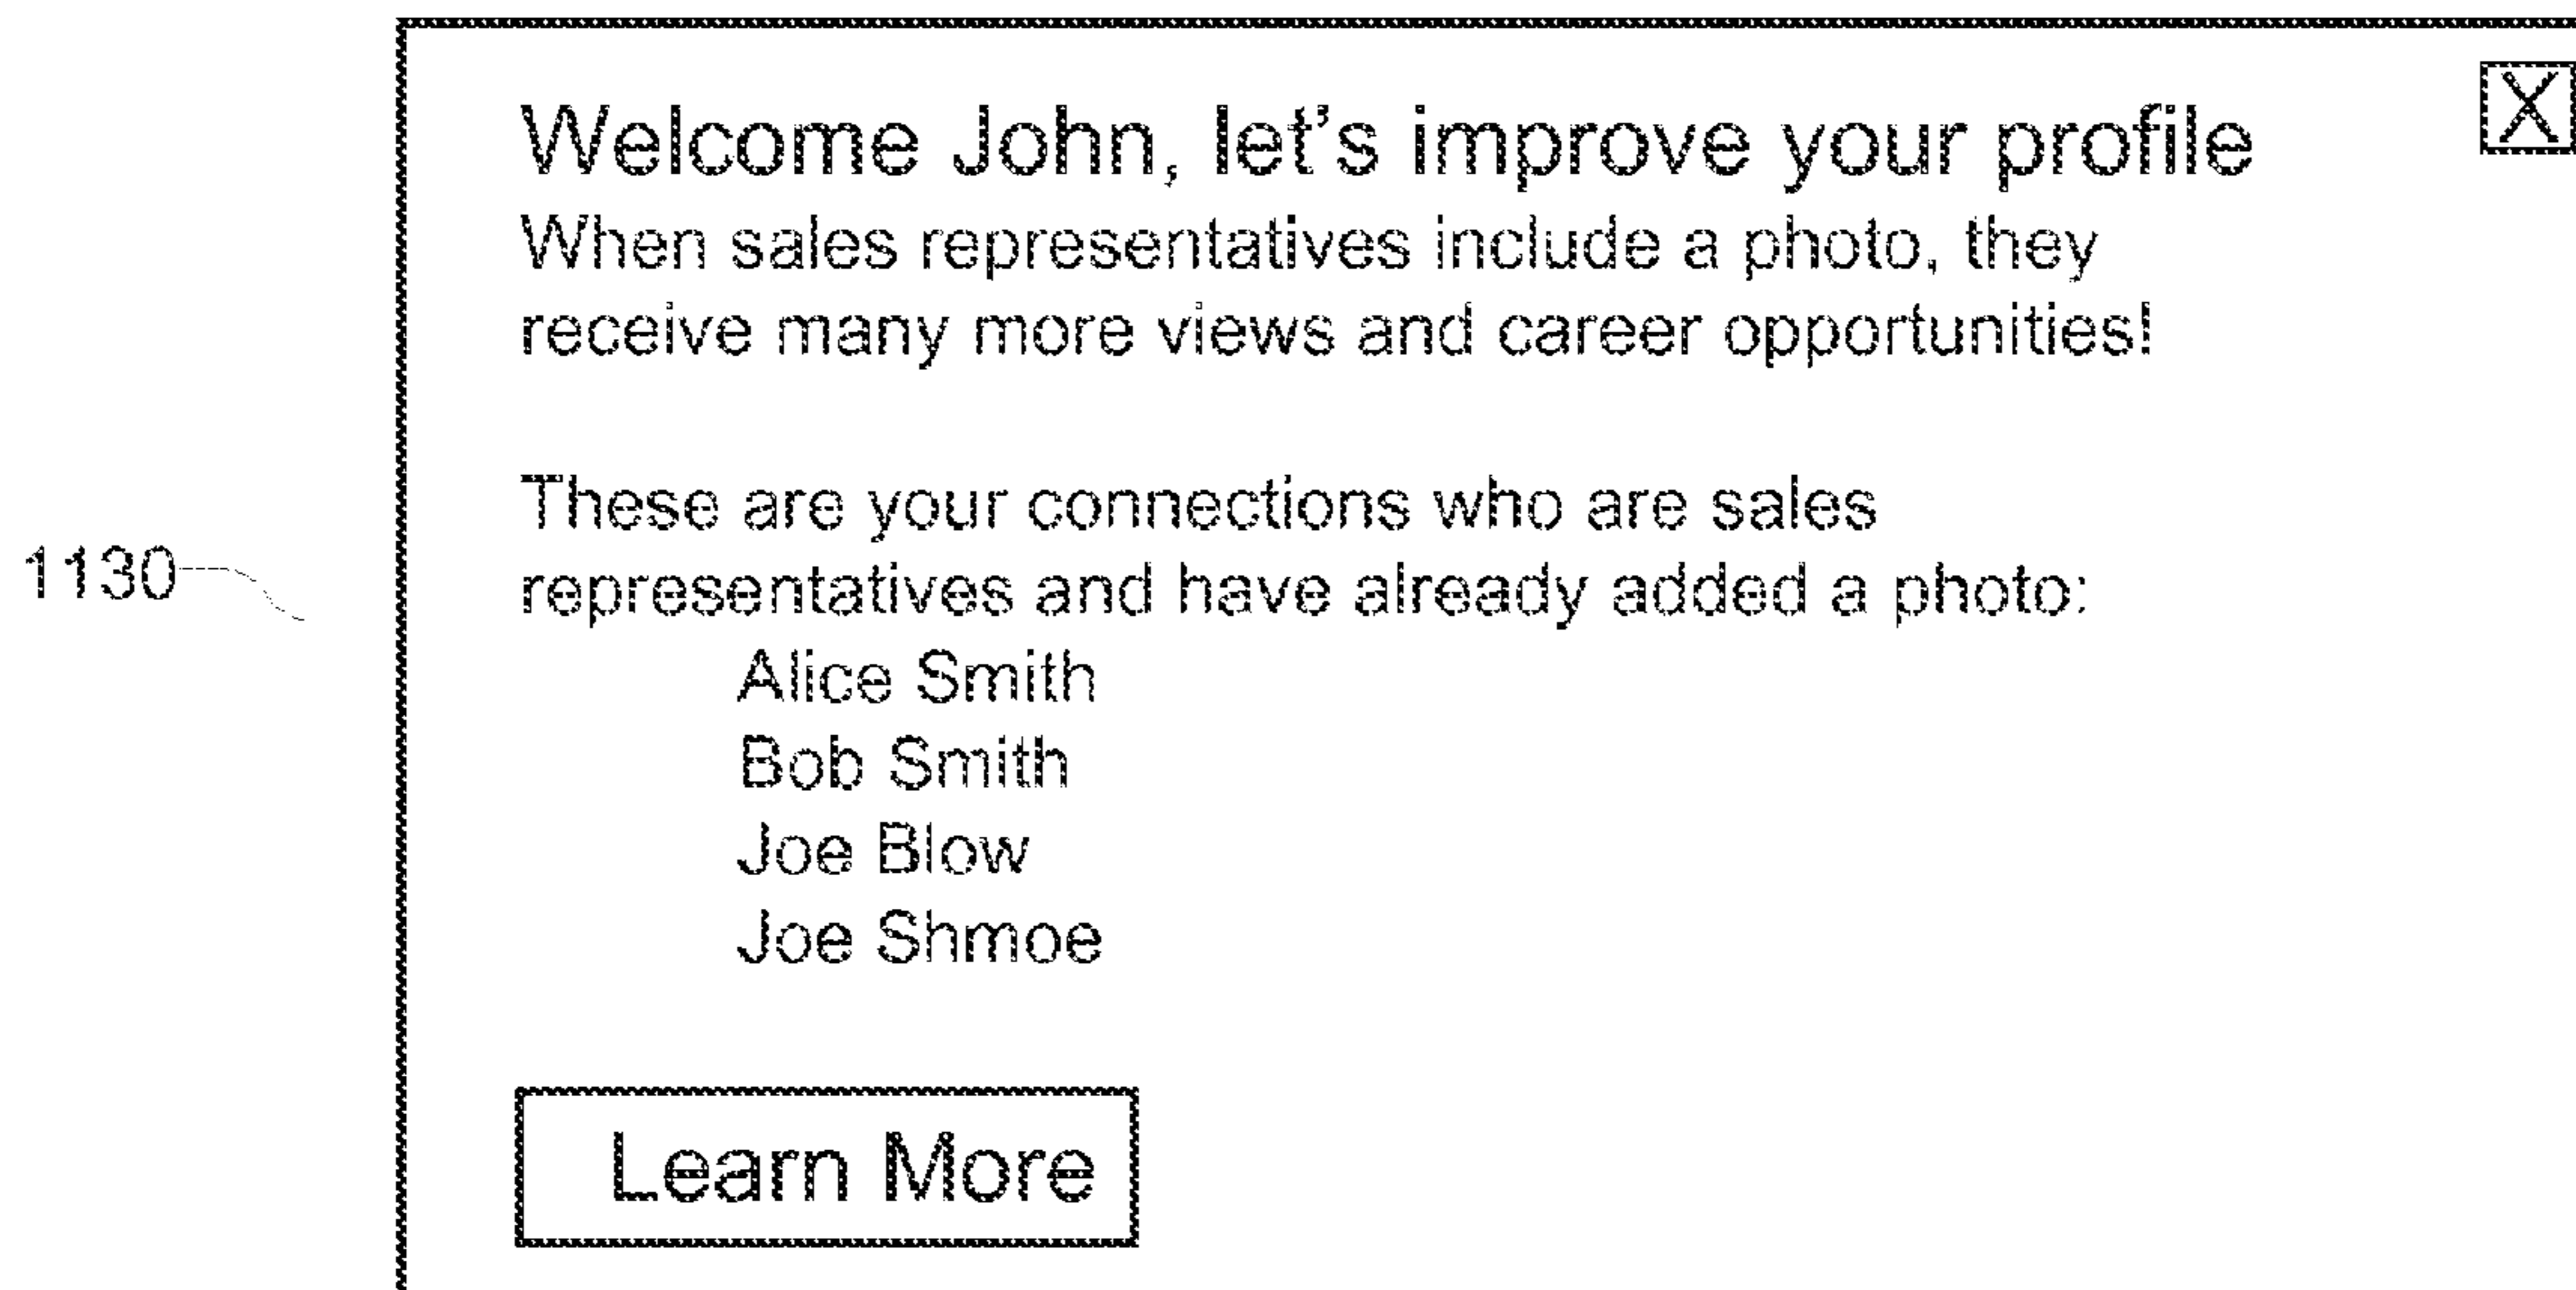 X
Welcome John, let's improve your profile
When sales representatives include a photo, they
receive many more views and career opportunities!
These are your connections who are sales
representatives and have already added a photo:
1130
Alice Smith
Bob Smith
Joe Blow
Joe Shmoe
Learn More